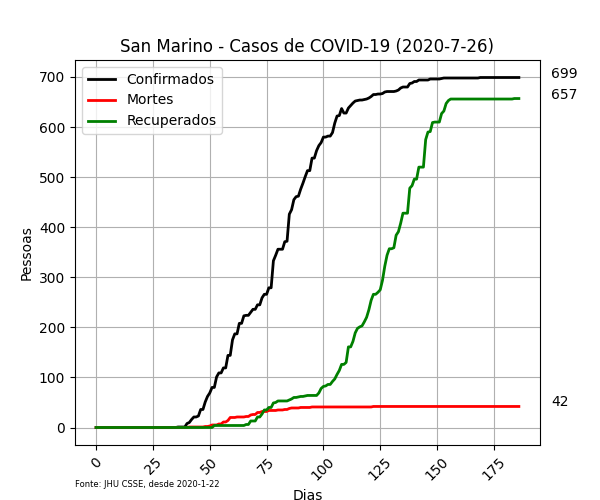 San Marino - Casos de COVID-19 (2020-7-26)
Confirmados
Mortes
Recuperados
699
657
42
Pessoas
700
600
500
400
300
200
100
0
0
25
50
75
100
125
150
175
Dias
Fonte: JHU CSSE, desde 2020-1-22